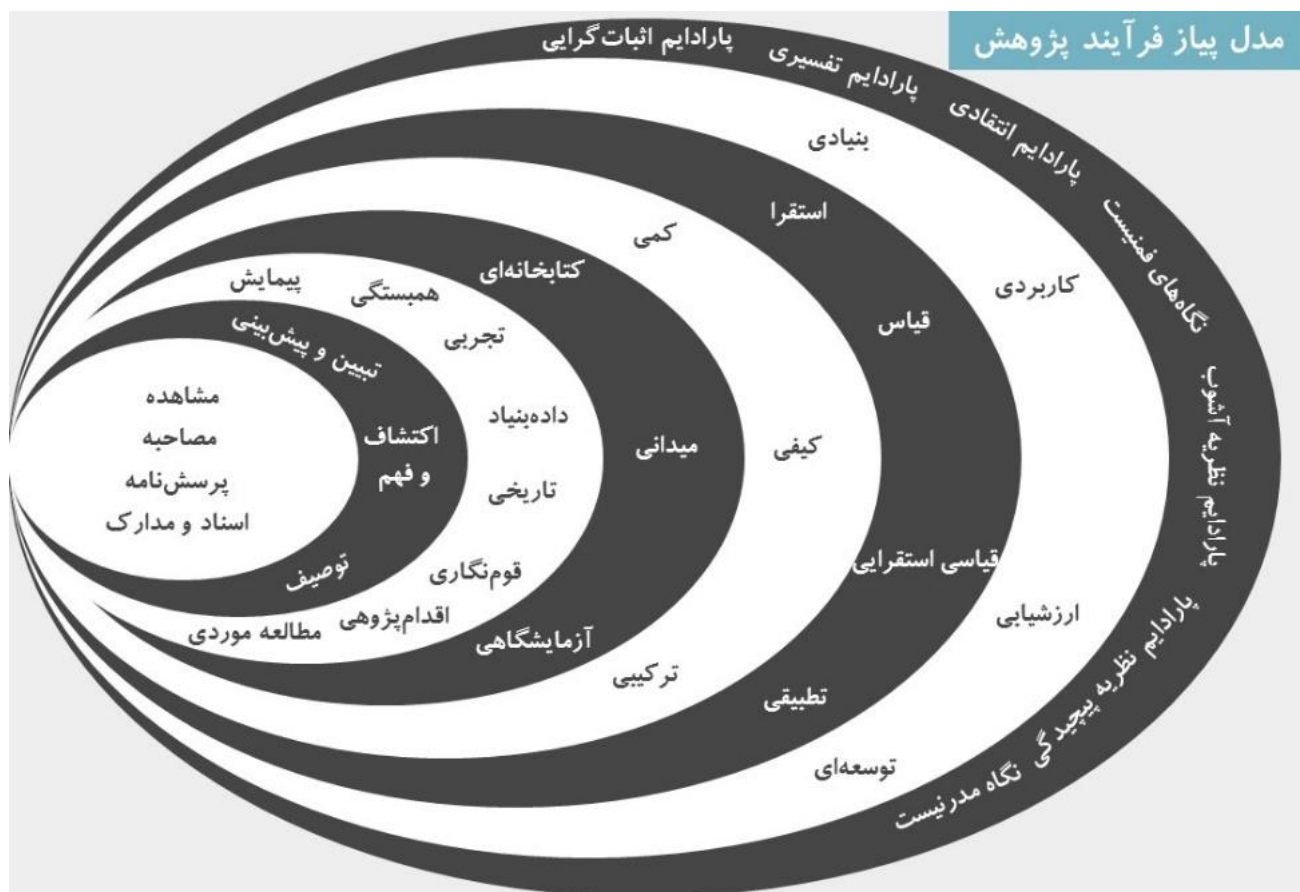 مدل پیاز فرآیند پژوهش
پارادایم اثبات‌گرایی
پارادایم تفسیری
پارادایم انتقادی
نگاه‌های فمنیست
پارادایم نظریه آشوب
پارادایم نظریه پیچیدگی
نگاه مدرنیست
بنیادی
کاربردی
ارزشیابی
توسعه‌ای
استقرا
قیاس
قیاسی استقرایی
تطبیقی
کمی
کیفی
ترکیبی
کتابخانه‌ای
میدانی
آزمایشگاهی
پیمایش
همبستگی
تجربی
داده‌بنیاد
تاریخی
قوم‌نگاری
اقدام‌پژوهی
مطالعه موردی
تبیین و پیش‌بینی
اکتشاف
و فهم
توصیف
مشاهده
مصاحبه
پرسش‌نامه
اسناد و مدارک